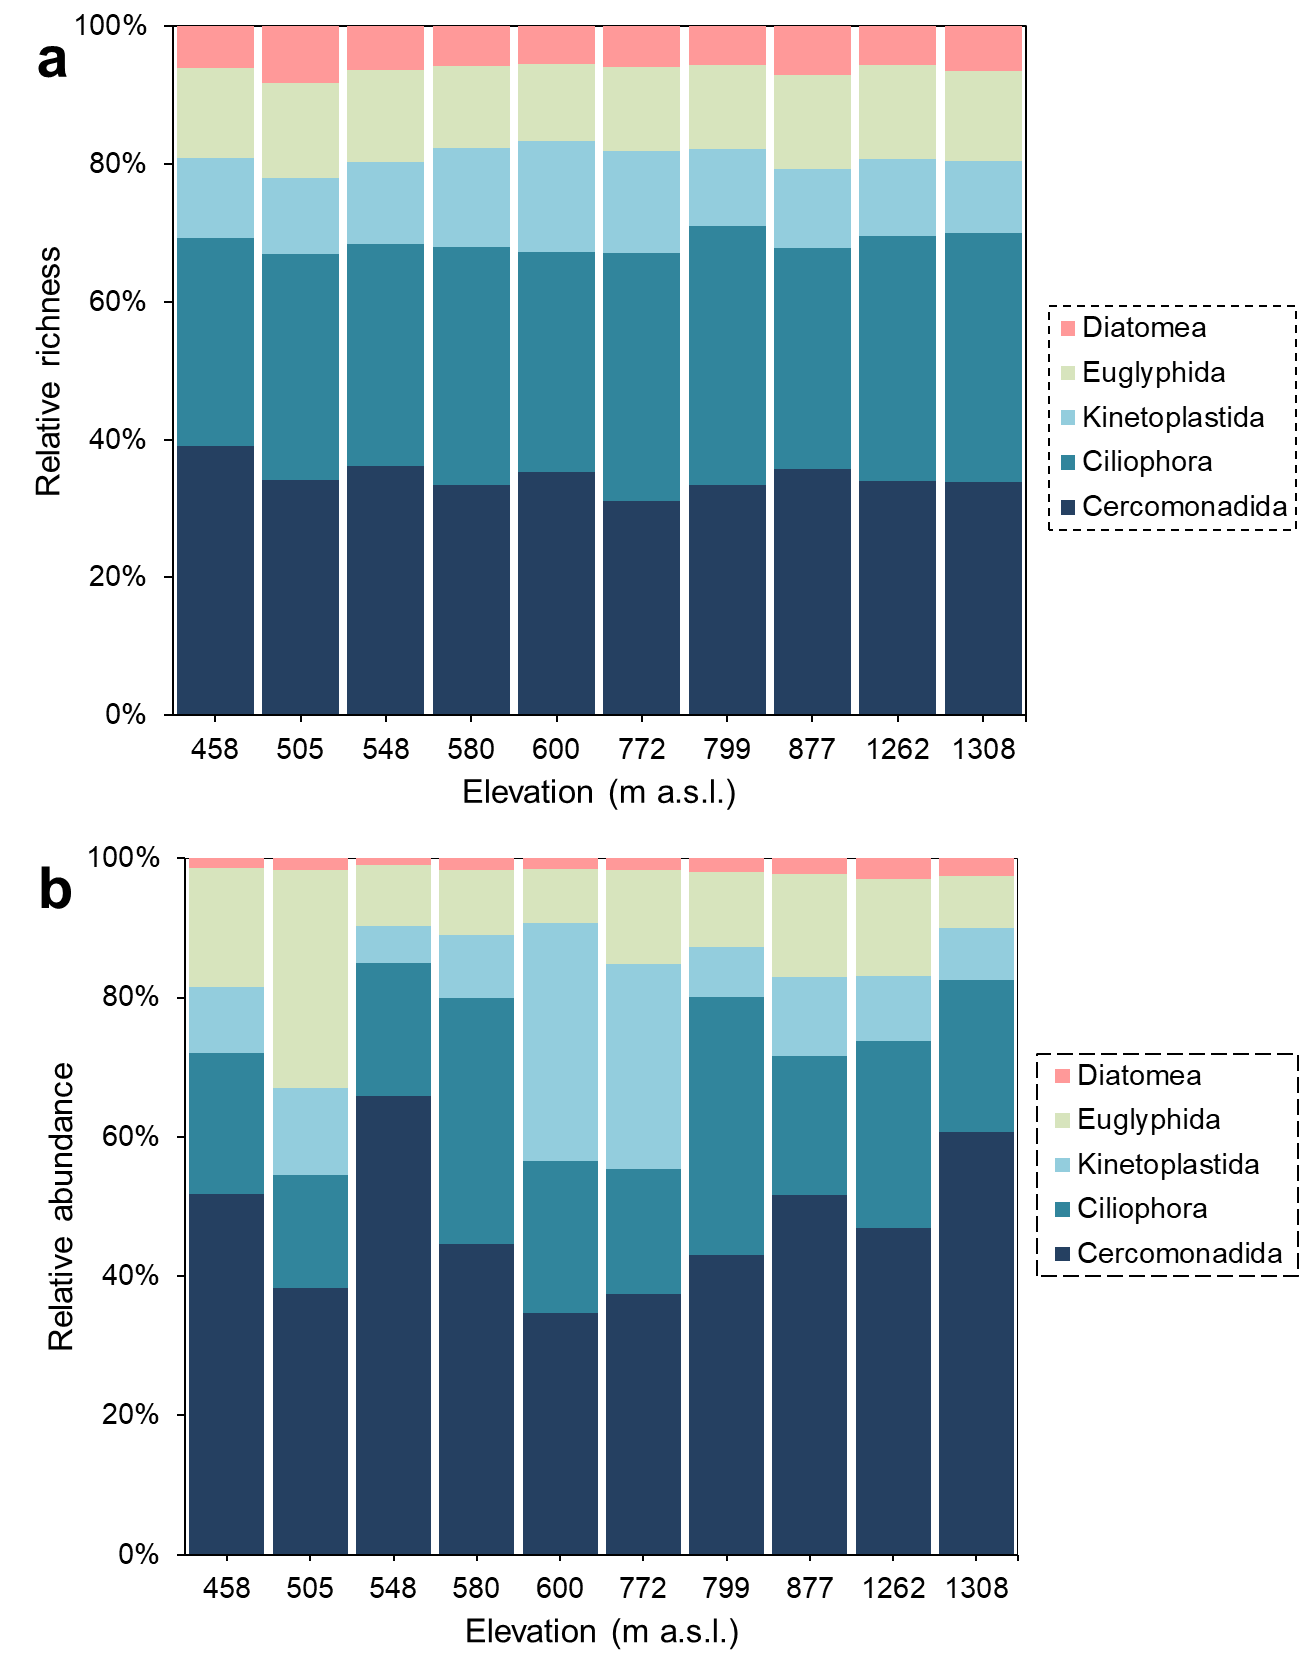 a
100%
80%
60%
40%
20%
0%
Relative richness
458 505 548 580 600 772 799 877 1262 1308
Elevation (m a.s.l.)
Diatomea
Euglyphida
Kinetoplastida
Ciliophora
Cercomonadida
b
100%
80%
60%
40%
20%
0%
Relative abundance
458 505 548 580 600 772 799 877 1262 1308
Elevation (m a.s.l.)
Diatomea
Euglyphida
Kinetoplastida
Ciliophora
Cercomonadida